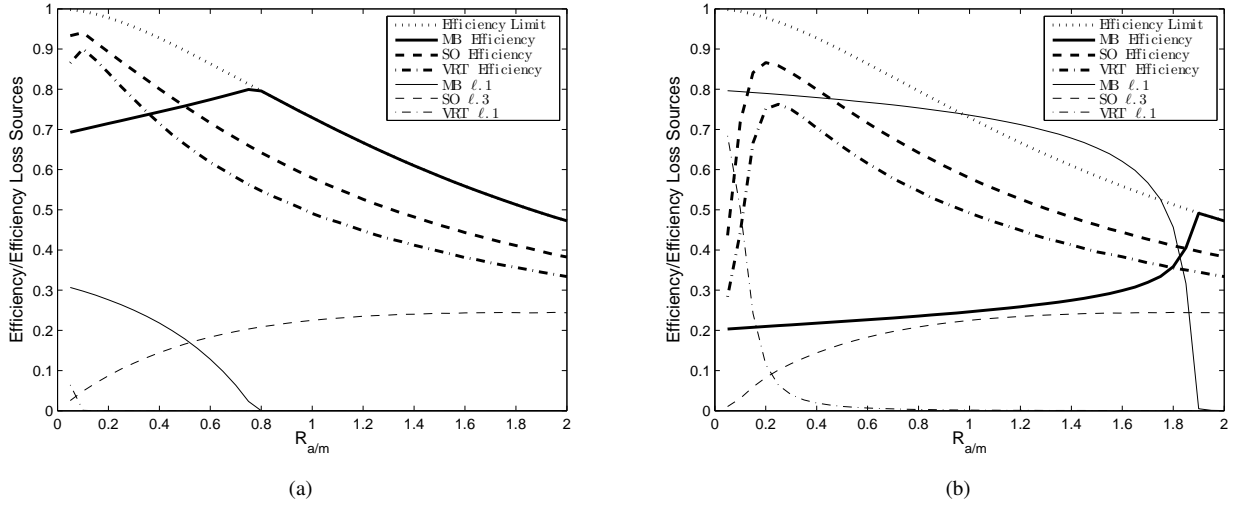 1
0.9
0.8
0.7
0.6
0.5
0.4
0.3
0.2
0.1
0
Efficiency/Efficiency Loss Sources
Efficiency Limit
MB Efficiency
SO Efficiency
VRT Efficiency
MB ℓ.1
SO ℓ.3
VRT ℓ.1
0 0.2 0.4 0.6 0.8 1 1.2 1.4 1.6 1.8 2
R a/m
(a)
1
0.9
0.8
0.7
0.6
0.5
0.4
0.3
0.2
0.1
0
Efficiency/Efficiency Loss Sources
Efficiency Limit
MB Efficiency
SO Efficiency
VRT Efficiency
MB ℓ.1
SO ℓ.3
VRT ℓ.1
0 0.2 0.4 0.6 0.8 1 1.2 1.4 1.6 1.8 2
R a/m
(b)